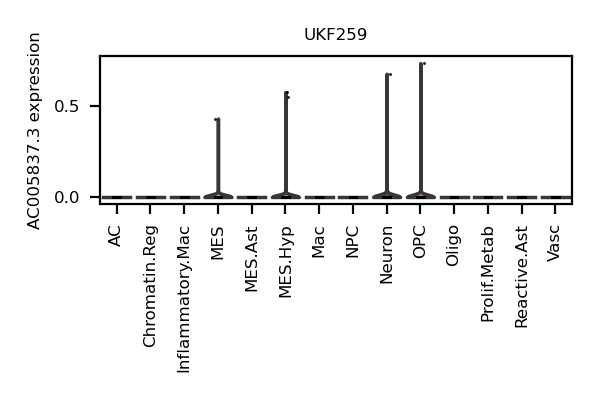 UKF259
AC005837.3 expression
0.5
0.0
AC
Chromatin.Reg
Inflammatory.Mac
MES
MES.Ast
MES.Hyp
Mac
NPC
Neuron
OPC
Oligo
Prolif.Metab
Reactive.Ast
Vasc